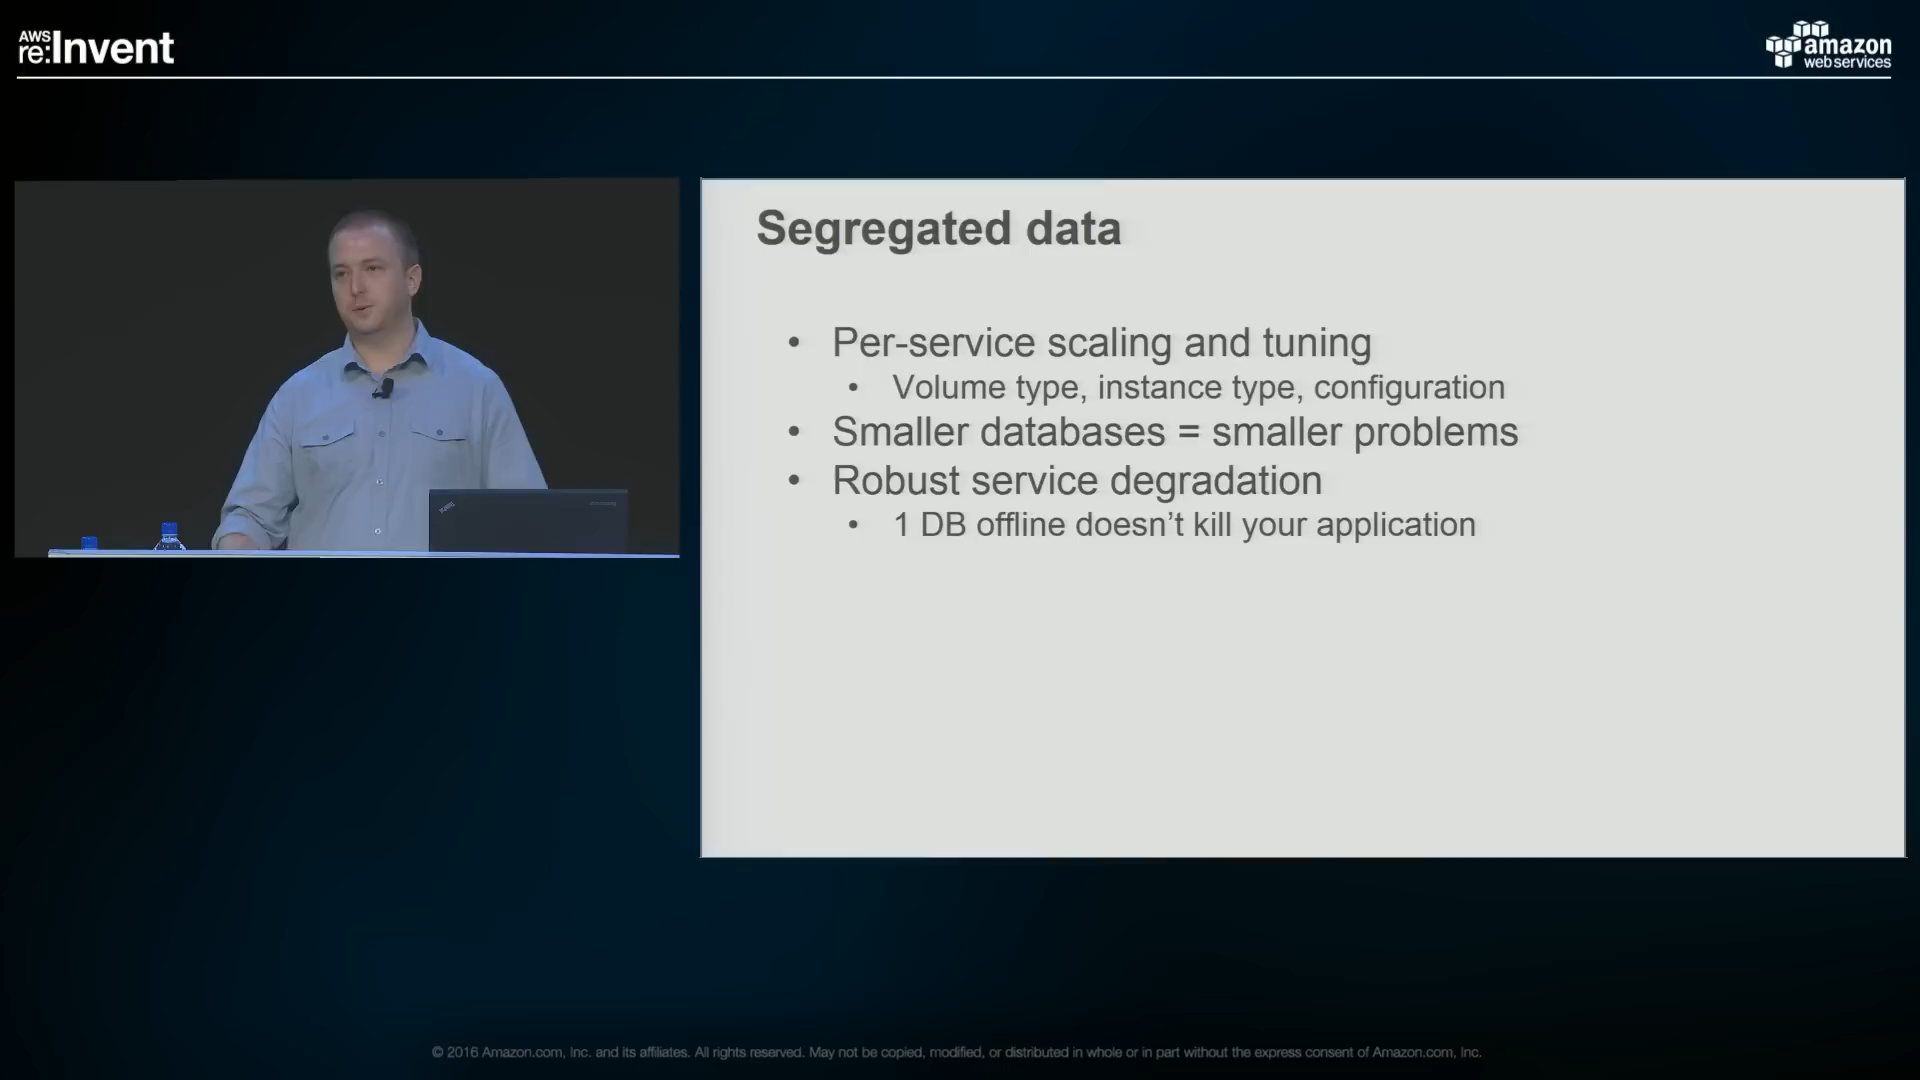 AWS
re:Invent
amazon
web services
Segregated data
• Per-service scaling and tuning
• Volume type, instance type, configuration
• Smaller databases = smaller problems
• Robust service degradation
• 1 DB offline doesn’t kill your application
© 2016 Amazon.com, Inc. and its affiliates. All rights reserved. May not be copied, modified, or distributed in whole or in part without the express consent of Amazon.com, Inc.